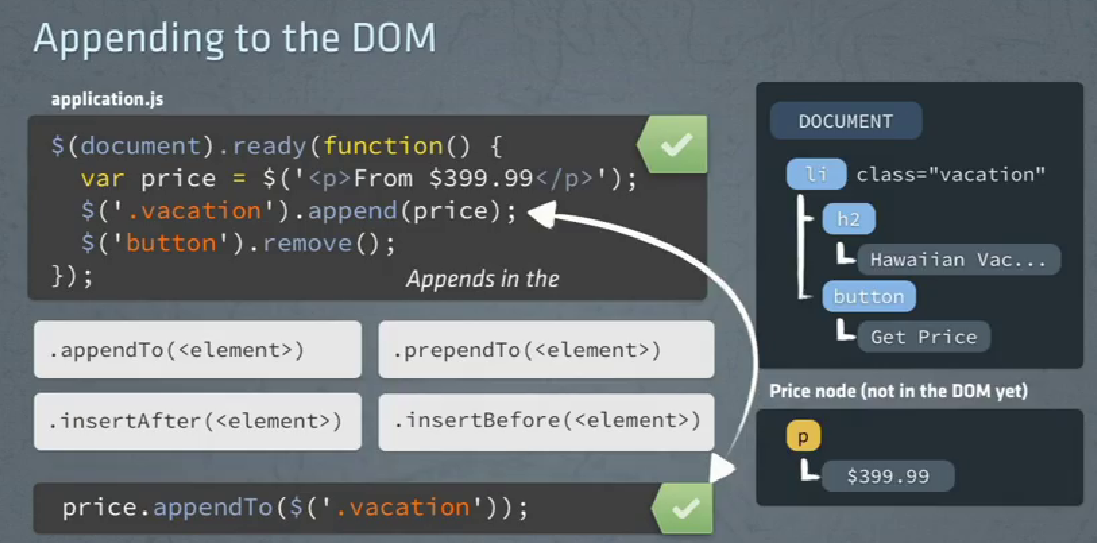 Appending to the DOM
application.js
$(document).ready(function() {
  var price = $('<p>From $399.99</p>');
  $('.vacation').append(price);
  $('button').remove();
});
Appends in the
.appendTo(<element>)
.prependTo(<element>)
.insertAfter(<element>)
.insertBefore(<element>)
price.appendTo($('.vacation'));
DOCUMENT
li class="vacation"
h2
Hawaiian Vac...
button
Get Price
Price node (not in the DOM yet)
p
$399.99